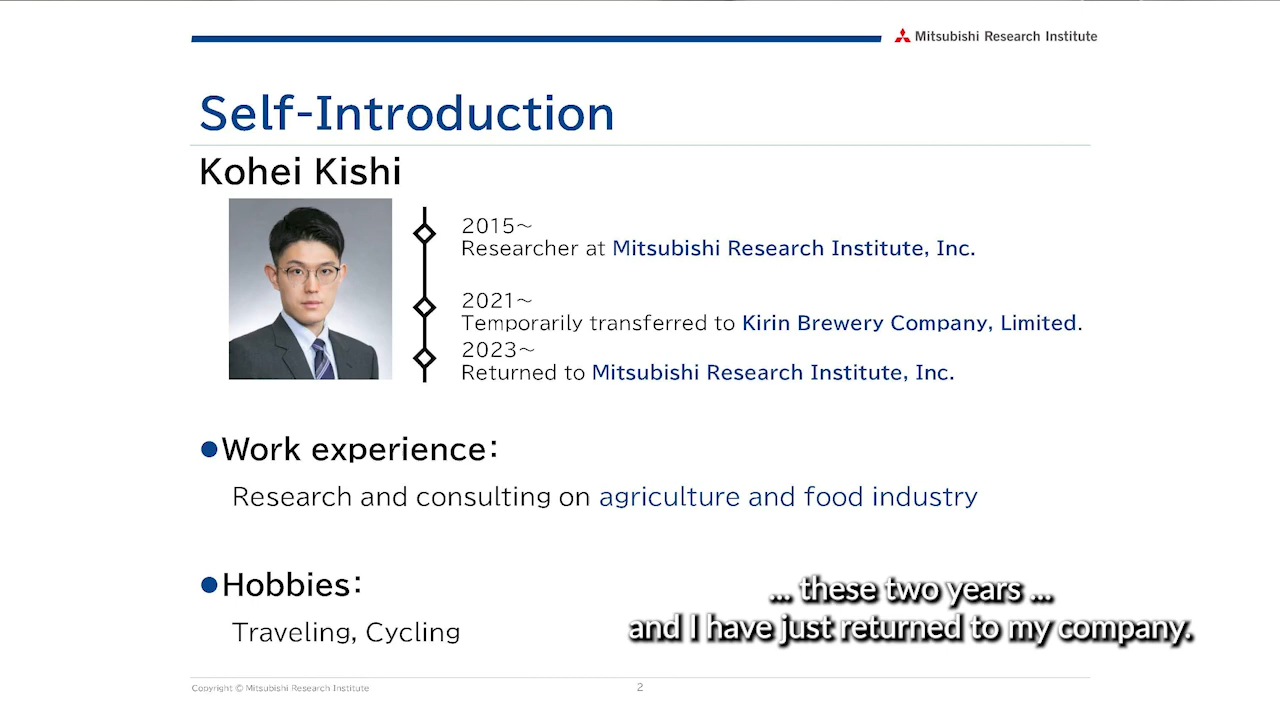 Mitsubishi Research Institute
Self-Introduction
Kohei Kishi
2015～
Researcher at Mitsubishi Research Institute, Inc.
2021～
Temporarily transferred to Kirin Brewery Company, Limited.
2023～
Returned to Mitsubishi Research Institute, Inc.
●Work experience：
Research and consulting on agriculture and food industry
●Hobbies：
Traveling, Cycling
... these two years ...
and I have just returned to my company.
Copyright © Mitsubishi Research Institute
2